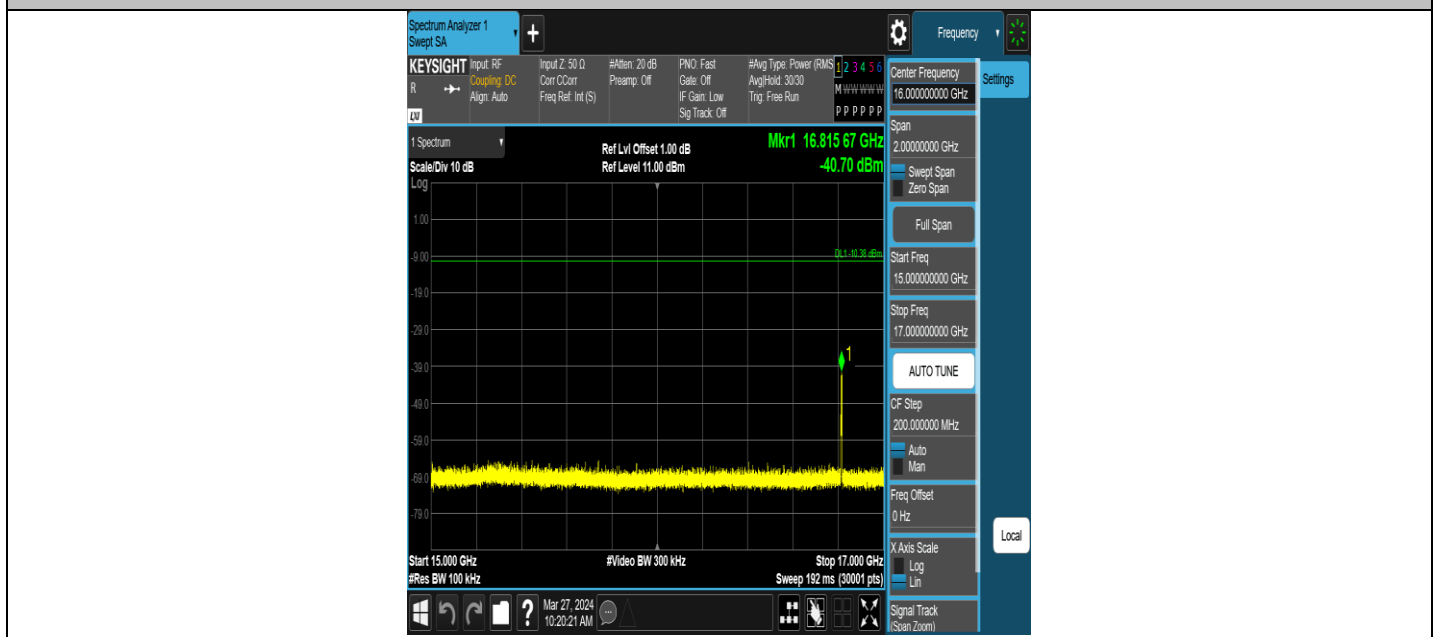 Spectrum Analyzer 1
Swept SA
+
Frequency
KEYSIGHT
R
LXI
Input: RF
Coupling: DC
Align: Auto
Input Z: 50 Ω
Corr CCorr
Freq Ref: Int (S)
#Atten: 20 dB
Preamp: Off
PNO: Fast
Gate: Off
IF Gain: Low
Sig Track: Off
#Avg Type: Power (RMS
Avg|Hold: 30/30
Trig: Free Run
1 2 3 4 5 6
M W W W W W
P P P P P P
1 Spectrum
Scale/Div 10 dB
Log
Ref Lvl Offset 1.00 dB
Ref Level 11.00 dBm
Mkr1 16.815 67 GHz
-40.70 dBm
1.00
-9.00
DL1 -10.38 dBm
-19.0
-29.0
1
-39.0
-49.0
-59.0
-69.0
-79.0
Start 15.000 GHz
#Res BW 100 kHz
#Video BW 300 kHz
Stop 17.000 GHz
Sweep 192 ms (30001 pts)
?
Mar 27, 2024
10:20:21 AM
Center Frequency
16.000000000 GHz
Settings
Span
2.00000000 GHz
Swept Span
Zero Span
Full Span
Start Freq
15.000000000 GHz
Stop Freq
17.000000000 GHz
AUTO TUNE
CF Step
200.000000 MHz
Auto
Man
Freq Offset
0 Hz
Local
X Axis Scale
Log
Lin
Signal Track
(Span Zoom)